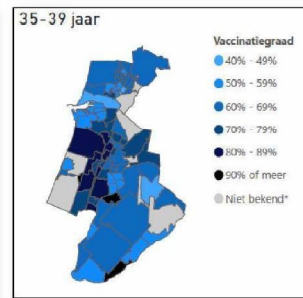 35-39 jaar
Vaccinatiegraad
40% - 49%
50% - 59%
60% - 69%
70% - 79%
80% - 89%
90% of meer
Niet bekend*